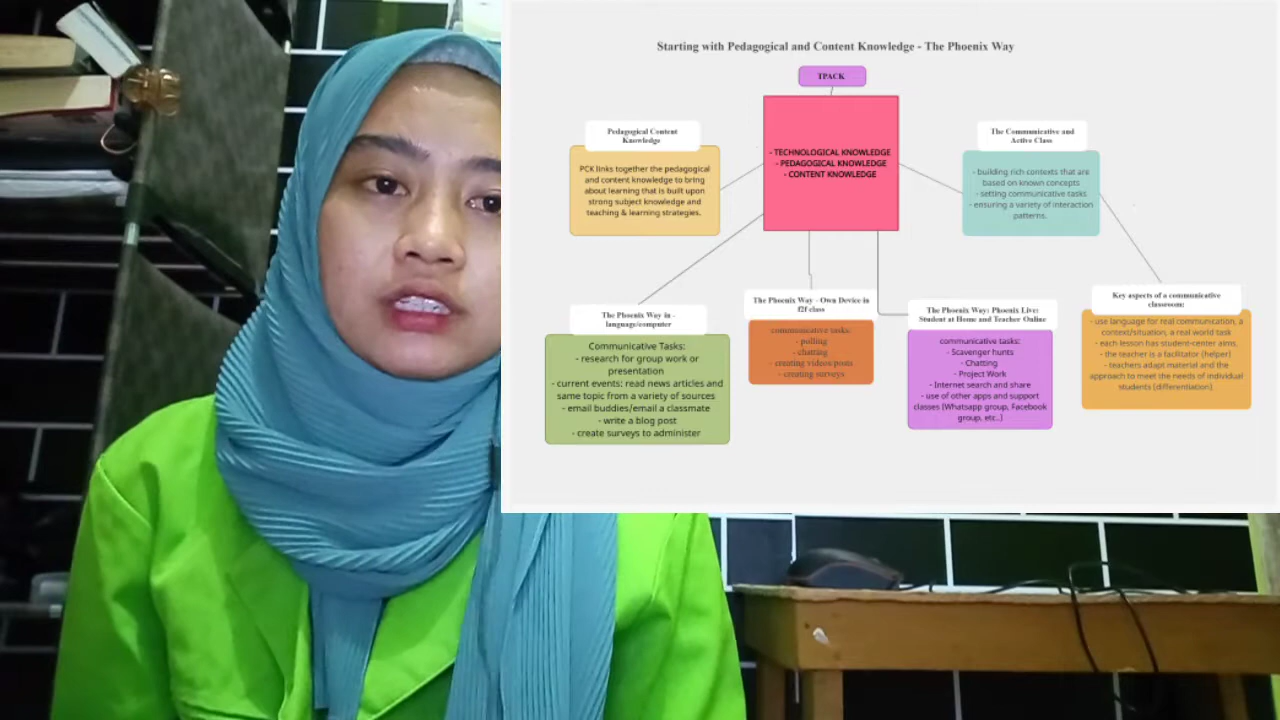 Starting with Pedagogical and Content Knowledge - The Phoenix Way
TPACK
- TECHNOLOGICAL KNOWLEDGE
- PEDAGOGICAL KNOWLEDGE
- CONTENT KNOWLEDGE
Pedagogical Content
Knowledge
PCK links together the pedagogical
and content knowledge to bring
about learning that is built upon
strong subject knowledge and
teaching & learning strategies.
The Communicative and
Active Class
- building rich contexts that are
based on known concepts
- setting communicative tasks
- ensuring a variety of interaction
patterns.
The Phoenix Way in -
language/computer
Communicative Tasks:
- research for group work or
presentation
- current events: read news articles and
same topic from a variety of sources
- email buddies/email a classmate
- write a blog post
- create surveys to administer
The Phoenix Way - Own Device in
f2f class
communicative tasks:
- polling
- chatting
- creating videos/posts
- creating surveys
The Phoenix Way: Phoenix Live:
Student at Home and Teacher Online
communicative tasks:
- Scavenger hunts
- Chatting
- Project Work
- Internet search and share
- use of other apps and support
classes (Whatsapp group, Facebook
group, etc..)
Key aspects of a communicative
classroom:
- use language for real communication, a
context/situation, a real world task
- each lesson has student-center aims.
- the teacher is a facilitator (helper)
- teachers adapt material and the
approach to meet the needs of individual
students (differentiation).